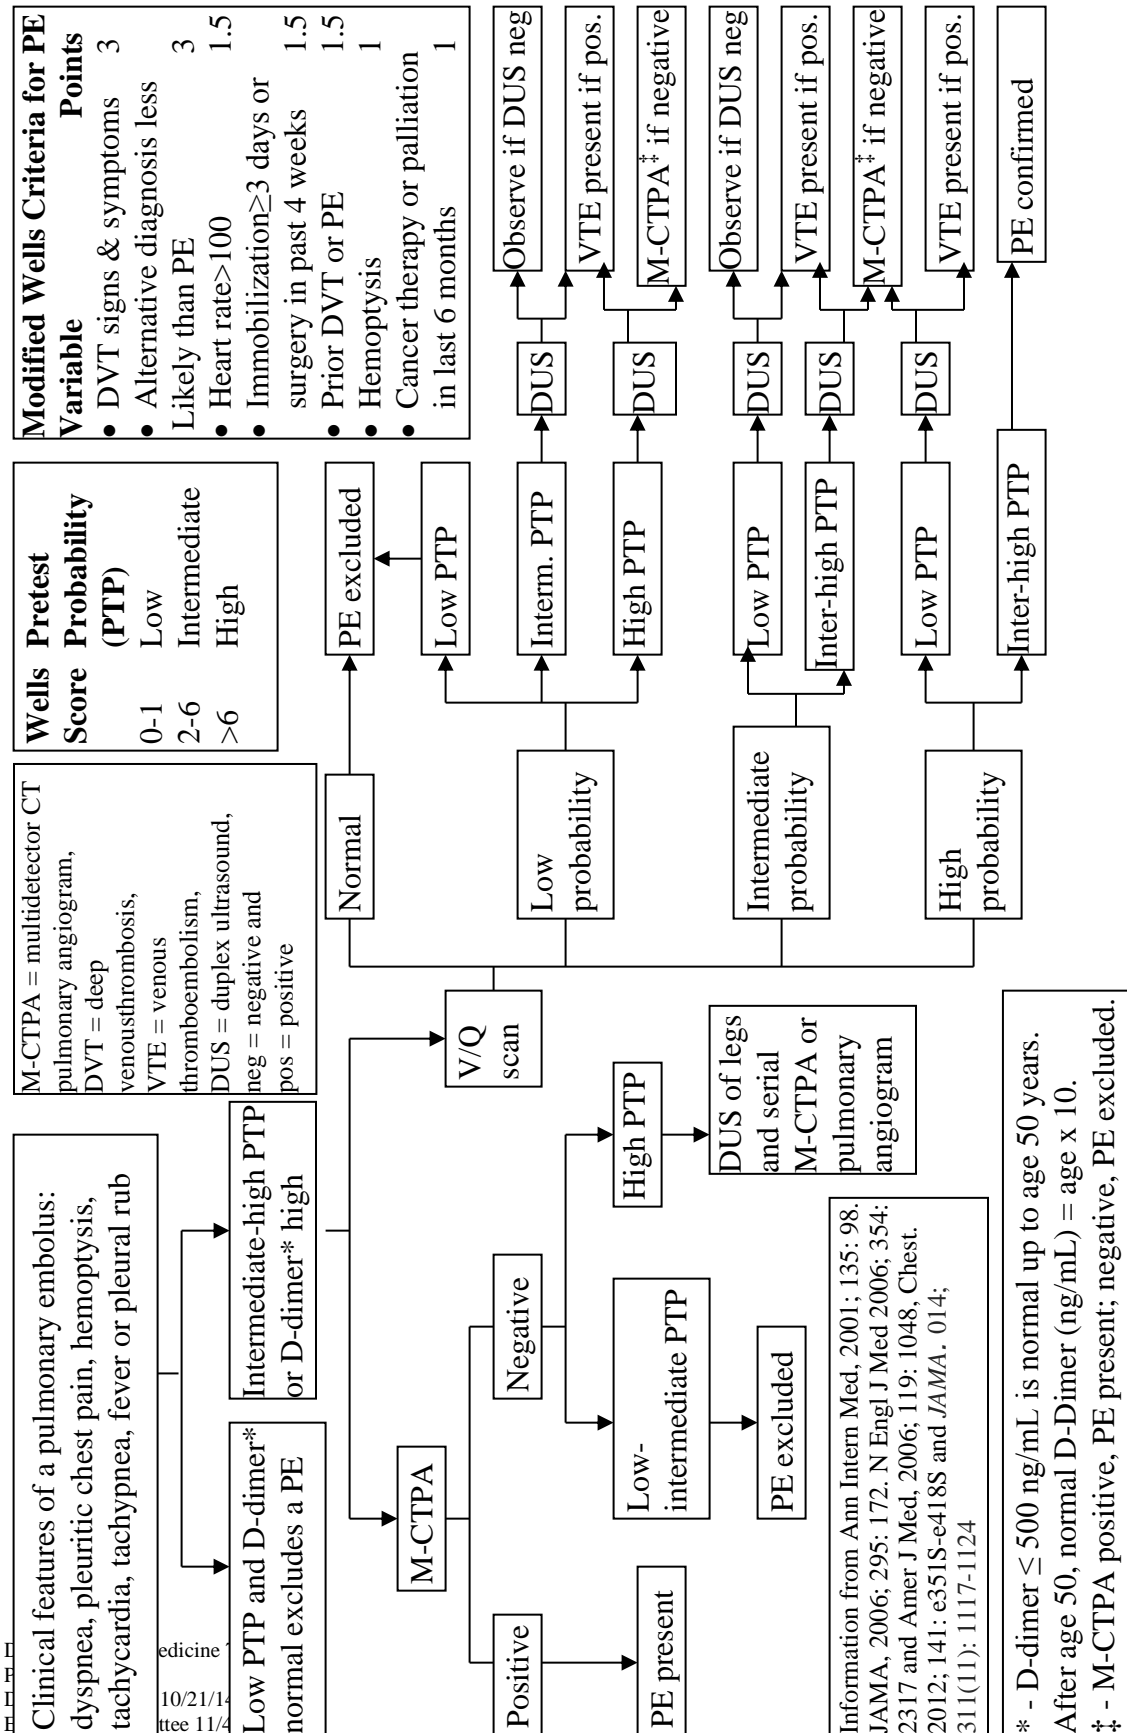 Clinical features of a pulmonary embolus:
dyspnea, pleuritic chest pain, hemoptysis,
tachycardia, tachypnea, fever or pleural rub
M-CTPA = multidetector CT
pulmonary angiogram,
DVT = deep
venousthrombosis,
VTE = venous
thromboembolism,
DUS = duplex ultrasound,
neg = negative and
pos = positive
Wells Pretest
Score Probability
(PTP)
0-1 Low
2-6 Intermediate
>6 High
Modified Wells Criteria for PE
Variable Points
• DVT signs & symptoms 3
• Alternative diagnosis less
Likely than PE 3
• Heart rate>100 1.5
• Immobilization≥3 days or
surgery in past 4 weeks 1.5
• Prior DVT or PE 1.5
• Hemoptysis 1
• Cancer therapy or palliation
in last 6 months 1
edicine
10/21/14
ttee 11/4
Low PTP and D-dimer*
normal excludes a PE
Intermediate-high PTP
or D-dimer* high
M-CTPA
V/Q
scan
Positive
Negative
PE present
Low-
intermediate PTP
High PTP
PE excluded
DUS of legs
and serial
M-CTPA or
pulmonary
angiogram
Normal
PE excluded
Low
probability
Low PTP
Interm. PTP
DUS
Observe if DUS neg
VTE present if pos.
High PTP
DUS
M-CTPA‡ if negative
Intermediate
probability
Low PTP
DUS
Observe if DUS neg
Inter-high PTP
DUS
VTE present if pos.
M-CTPA‡ if negative
High
probability
Low PTP
DUS
VTE present if pos.
Inter-high PTP
PE confirmed
Information from Ann Intern Med, 2001; 135: 98.
JAMA, 2006; 295: 172. N Engl J Med 2006; 354:
2317 and Amer J Med, 2006; 119: 1048, Chest.
2012; 141: e351S-e418S and JAMA. 014;
311(11): 1117-1124
* - D-dimer ≤ 500 ng/mL is normal up to age 50 years.
After age 50, normal D-Dimer (ng/mL) = age x 10.
‡ - M-CTPA positive, PE present; negative, PE excluded.